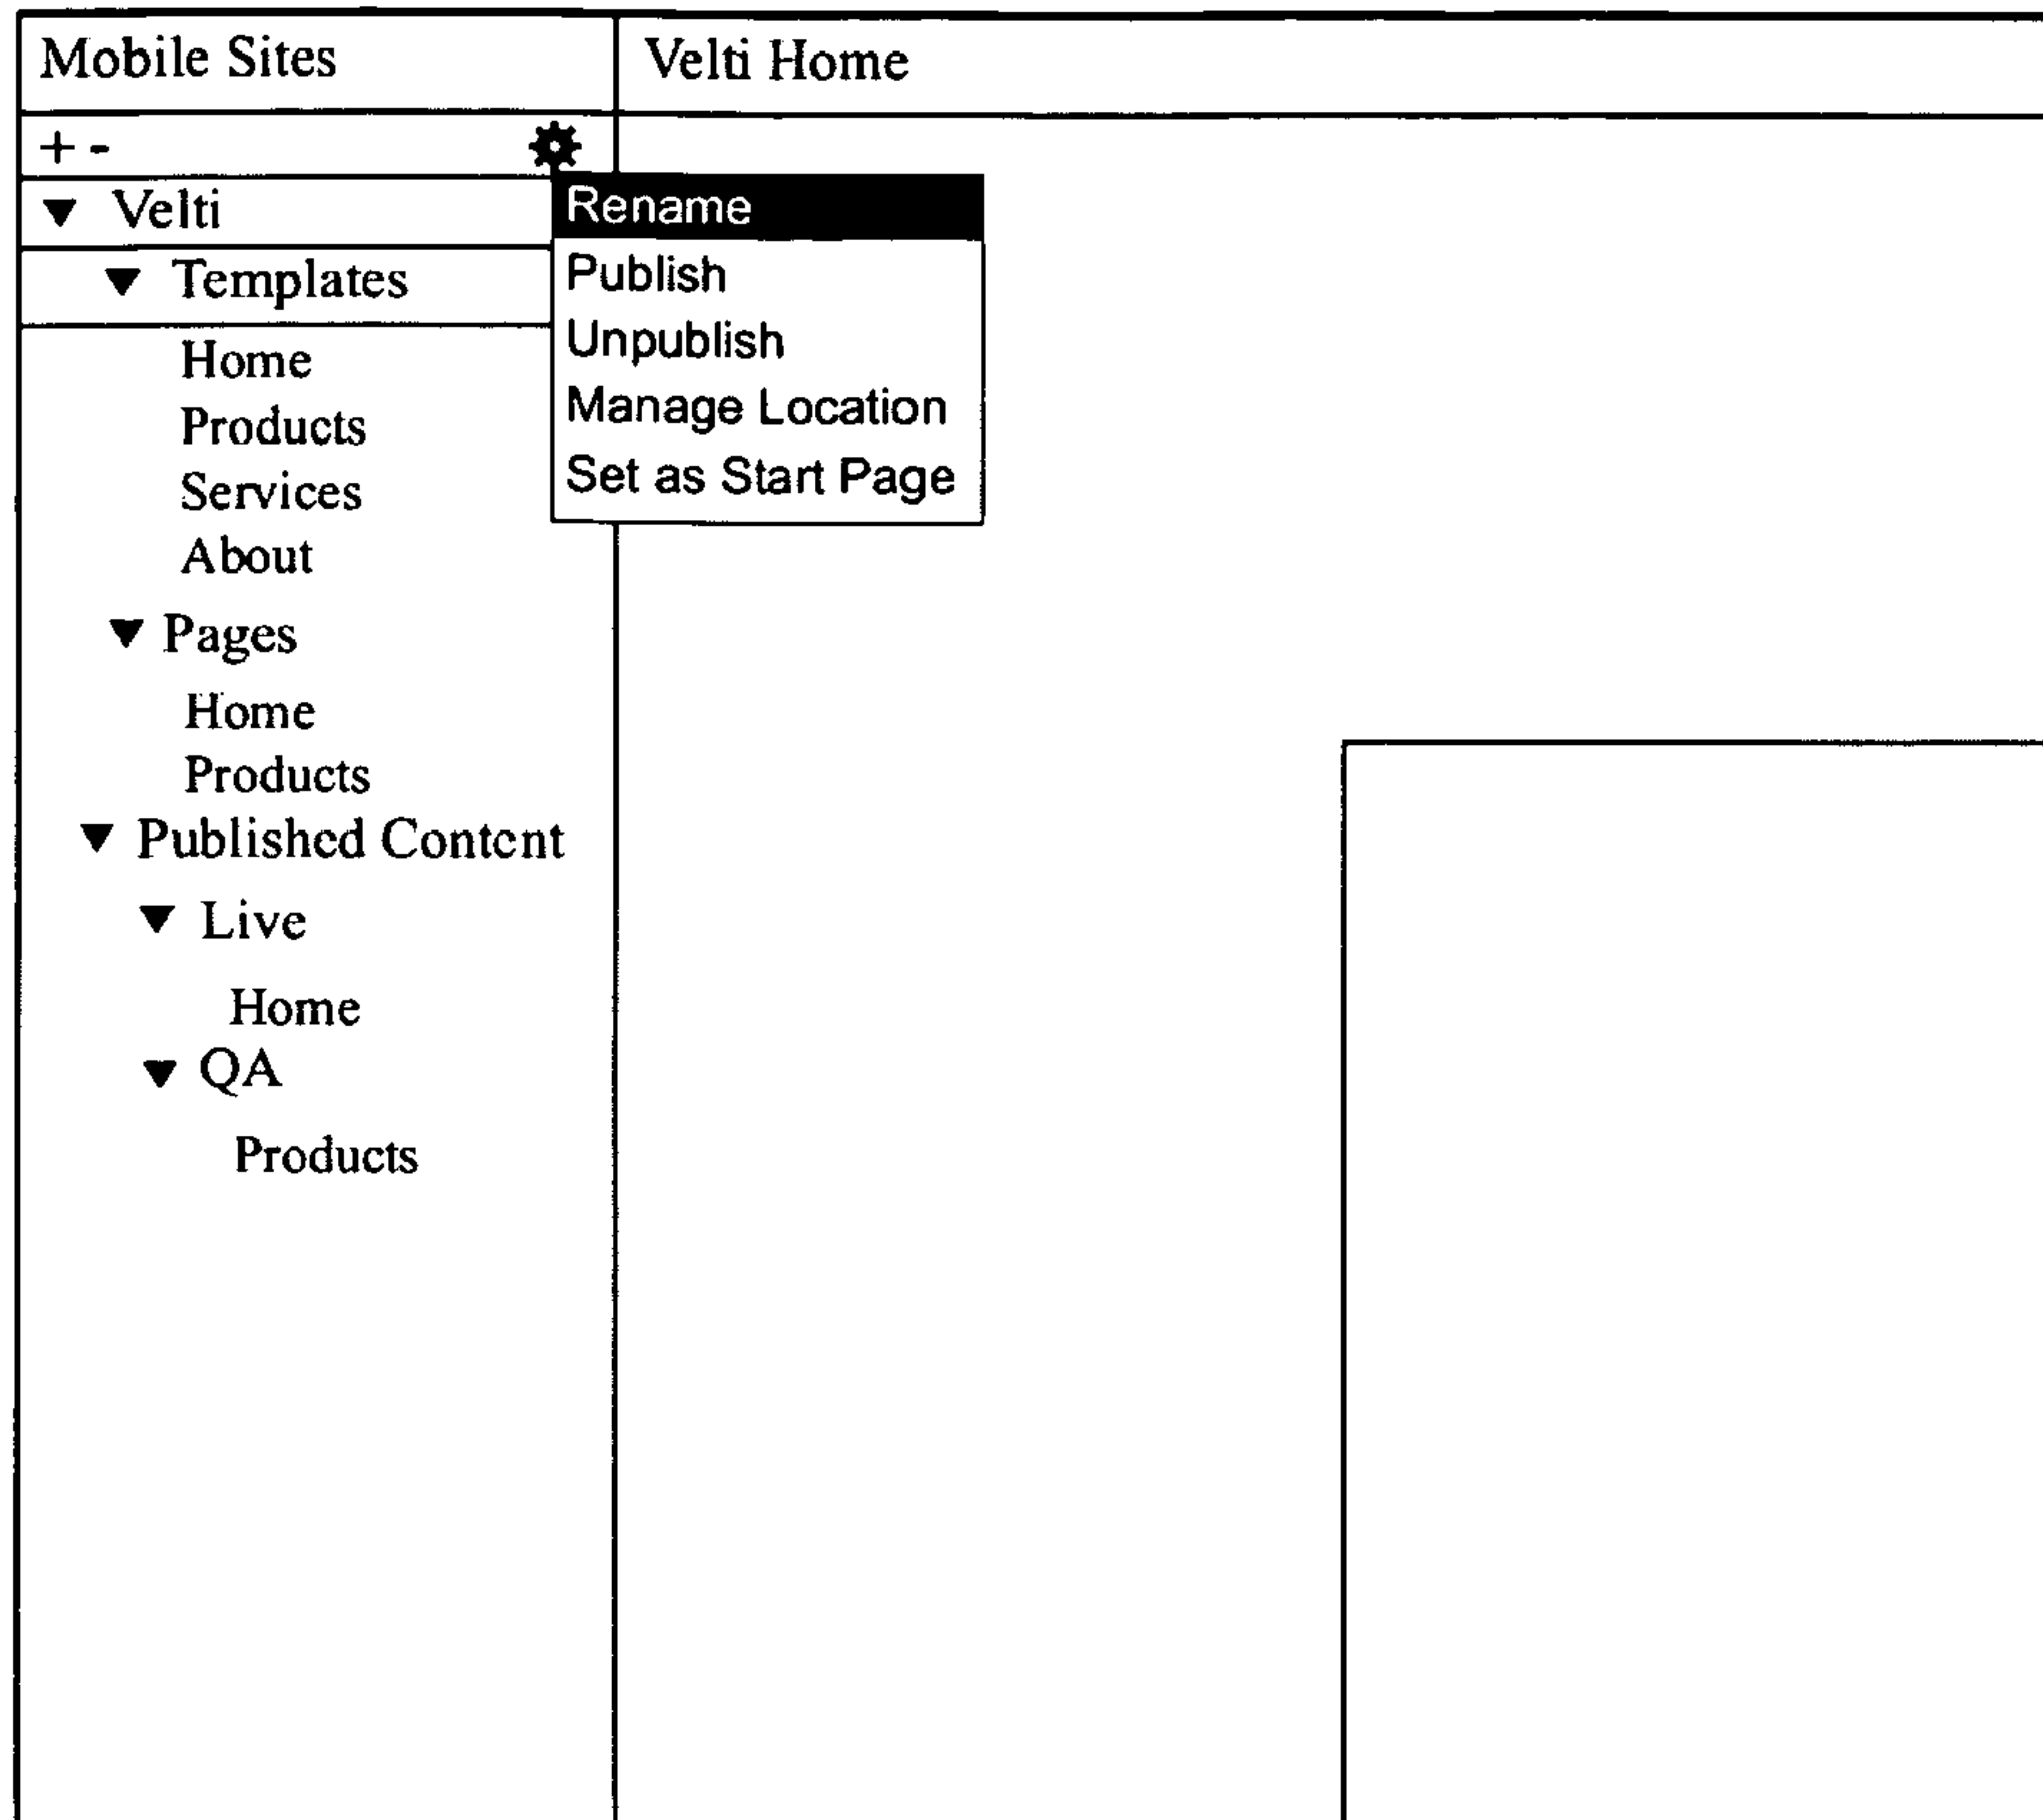 Mobile Sites
Velti Home
+ -
Velti
Templates
Home
Products
Services
About
Pages
Home
Products
Published Content
Live
Home
QA
Products
Rename
Publish
Unpublish
Manage Location
Set as Start Page